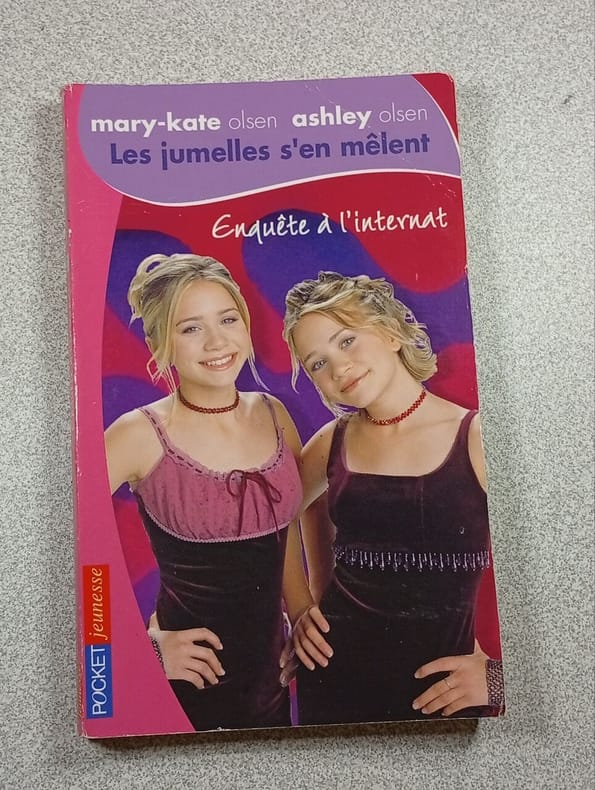 mary-kate olsen ashley olsen
Les jumelles s'en mêlent
Enquête à l'internat
POCKET jeunesse